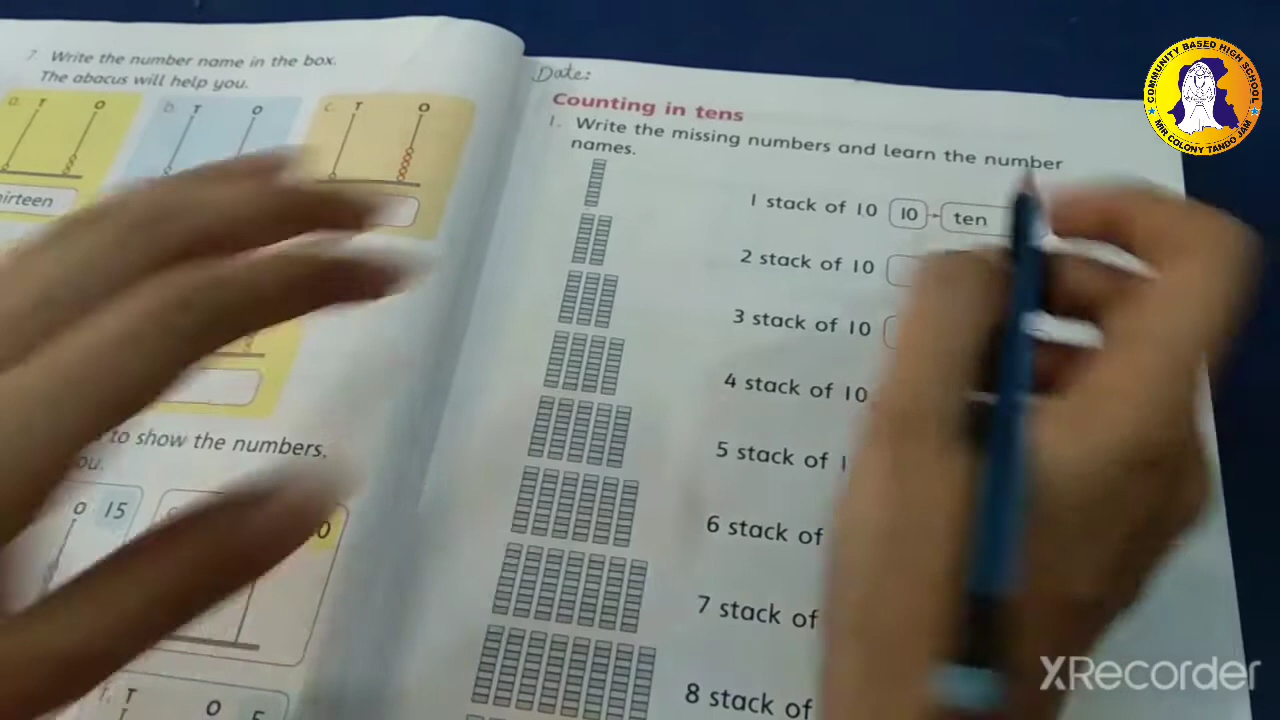 7. Write the number name in the box.
The abacus will help you.
a. T O
b. T O
c. T O
to show the numbers.
O 15
T O
Date:
Counting in tens
1. Write the missing numbers and learn the number
names.
1 stack of 10 10 ten
2 stack of 10
3 stack of 10
4 stack of 10
5 stack of
6 stack of
7 stack of
8 stack of
COMMUNITY BASED HIGH SCHOOL
MIR COLONY TANDO JAM
XRecorder